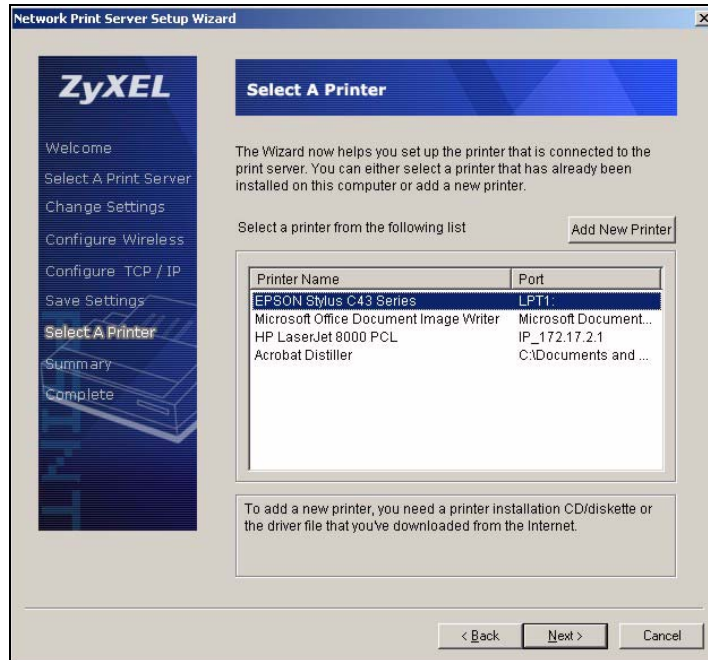 Network Print Server Setup Wizard
ZyXEL
Welcome
Select A Print Server
Change Settings
Configure Wireless
Configure TCP / IP
Save Settings
Select A Printer
Summary
Complete
PRINT
Select A Printer
The Wizard now helps you set up the printer that is connected to the
print server. You can either select a printer that has already been
installed on this computer or add a new printer.
Select a printer from the following list
Add New Printer
Printer Name Port
EPSON Stylus C43 Series LPT1:
Microsoft Office Document Image Writer Microsoft Document...
HP LaserJet 8000 PCL IP_172.17.2.1
Acrobat Distiller C:\Documents and ...
To add a new printer, you need a printer installation CD/diskette or
the driver file that you've downloaded from the Internet.
< Back Next > Cancel